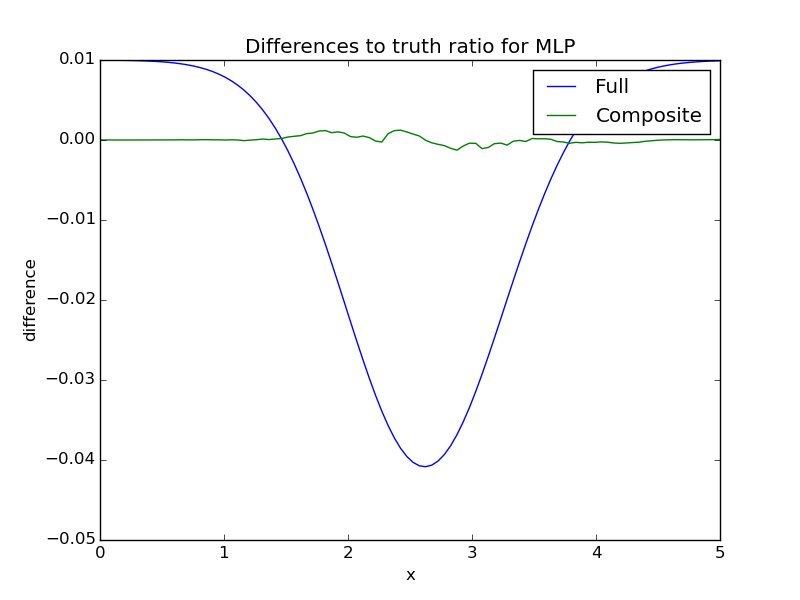 Differences to truth ratio for MLP
Full
Composite
0.01
0.00
−0.01
−0.02
−0.03
−0.04
−0.05
difference
0 1 2 3 4 5
x